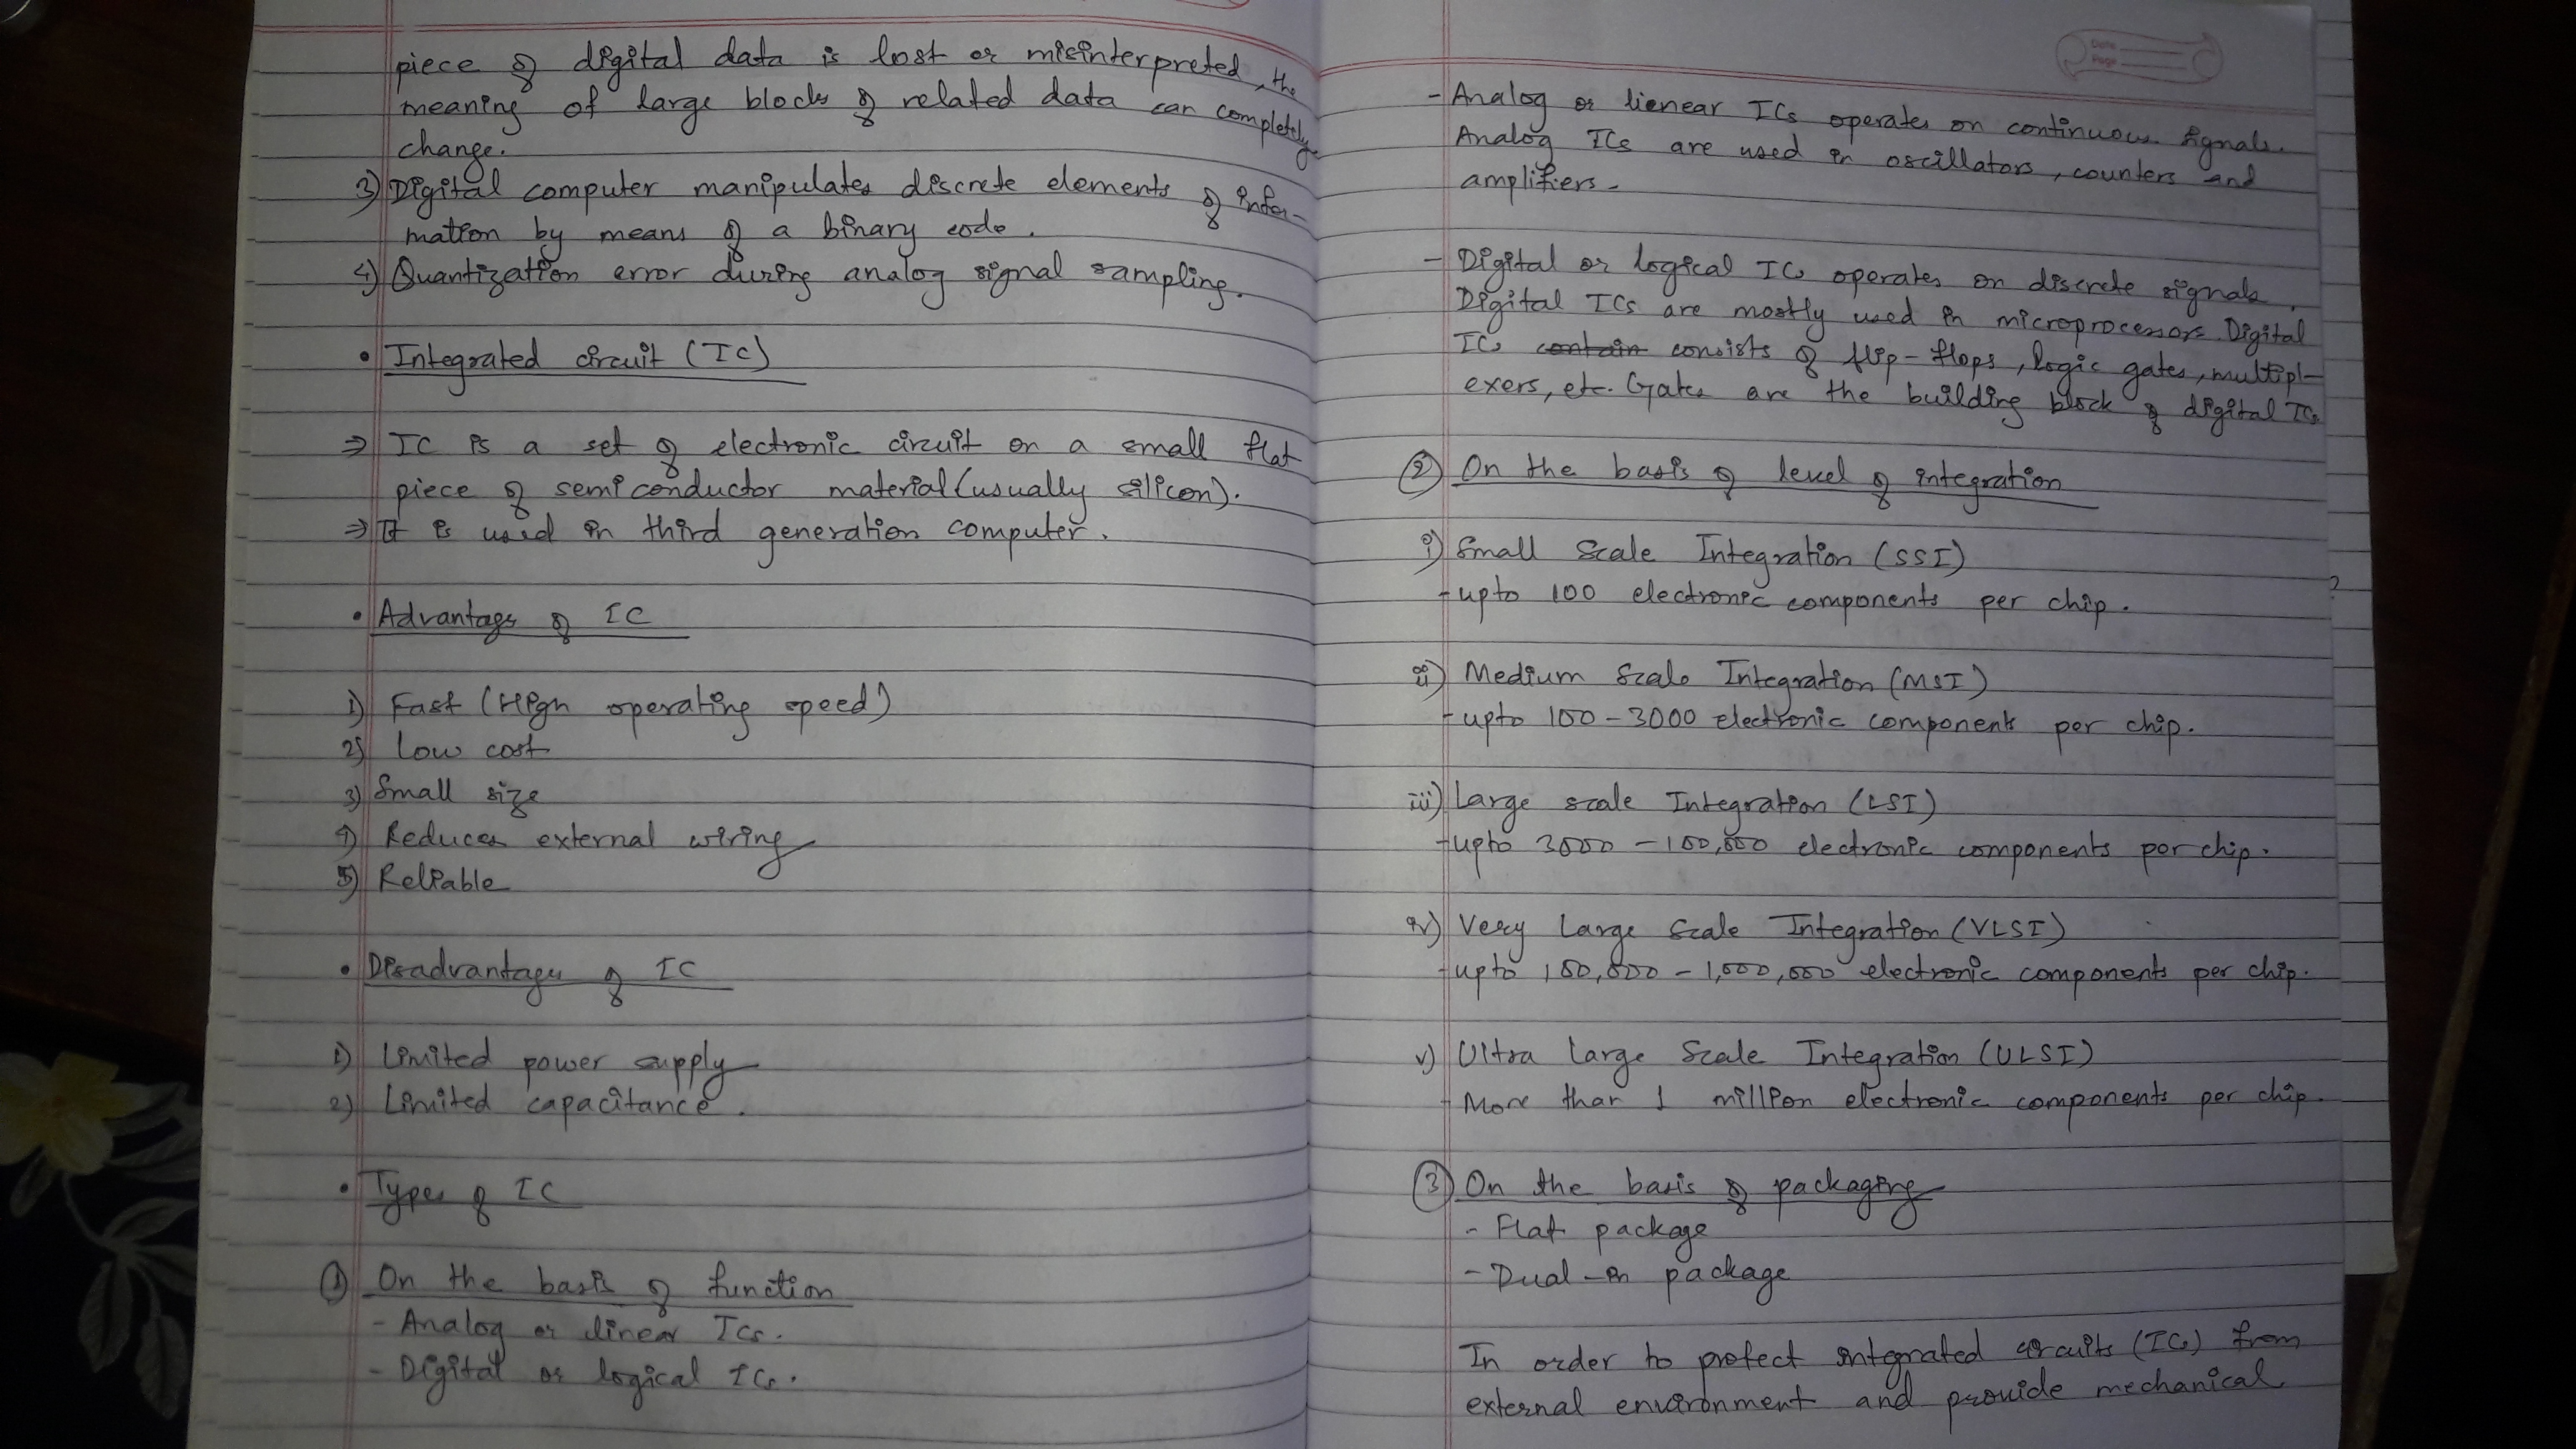 piece of digital data is lost or misinterpreted, the
meaning of large blocks of related data can completely
change.
3) Digital computer manipulates discrete elements of infor-
mation by means of a binary code.
4) Quantization error during analog signal sampling.
• Integrated circuit (IC)
⇒ IC is a set of electronic circuit on a small flat
piece of semiconductor material (usually silicon).
⇒ It is used in third generation computer.
• Advantages of IC
1) Fast (High operating speed)
2) Low cost
3) Small size
4) Reduces external wiring
5) Reliable
• Disadvantages of IC
1) Limited power supply
2) Limited capacitance.
• Types of IC
① On the basis of function
- Analog or linear ICs.
- Digital or logical ICs.
Date
Page
- Analog or lienear ICs operates on continuous signals.
Analog ICs are used in oscillators, counters and
amplifiers.
- Digital or logical ICs operates on discrete signals.
Digital ICs are mostly used in microprocessors. Digital
ICs contain consists of flip-flops, logic gates, multipl-
exers, etc. Gates are the building block of digital ICs
② On the basis of level of integration
i) Small Scale Integration (SSI)
- upto 100 electronic components per chip.
ii) Medium Scale Integration (MSI)
- upto 100 - 3000 electronic components per chip.
iii) Large scale Integration (LSI)
- upto 3000 - 100,000 electronic components per chip.
iv) Very Large Scale Integration (VLSI)
- upto 100,000 - 1,000,000 electronic components per chip.
v) Ultra Large Scale Integration (ULSI)
- More than 1 million electronic components per chip.
③ On the basis of packaging
- Flat package
- Dual-in package
In order to protect integrated circuits (ICs) from
external environment and provide mechanical